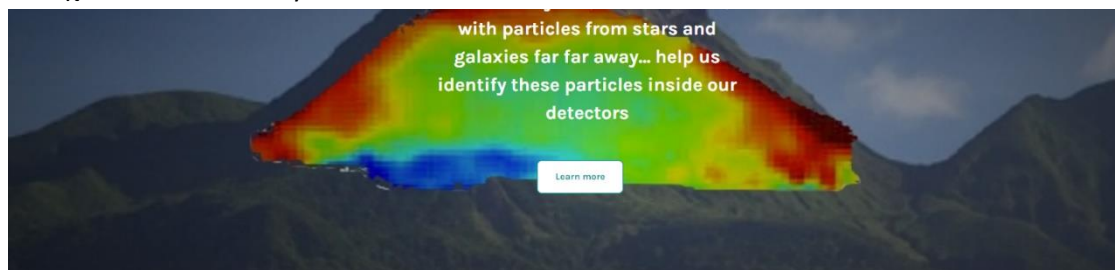 with particles from stars and
galaxies far far away... help us
identify these particles inside our
detectors
Learn more